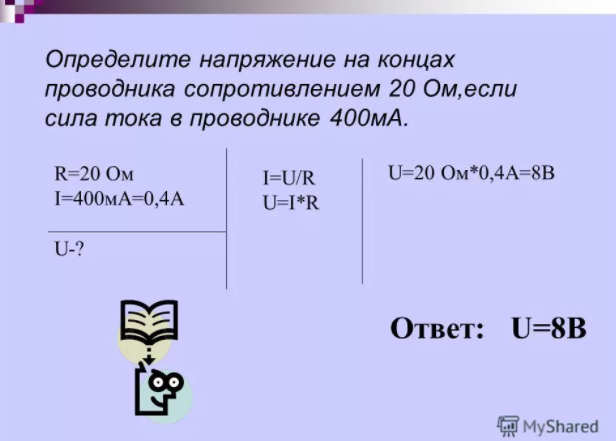 Определите напряжение на концах
проводника сопротивлением 20 Ом,если
сила тока в проводнике 400мА.
R=20 Ом
I=400мА=0,4А
U-?
I=U/R
U=I*R
U=20 Ом*0,4А=8В
Ответ: U=8В
MyShared